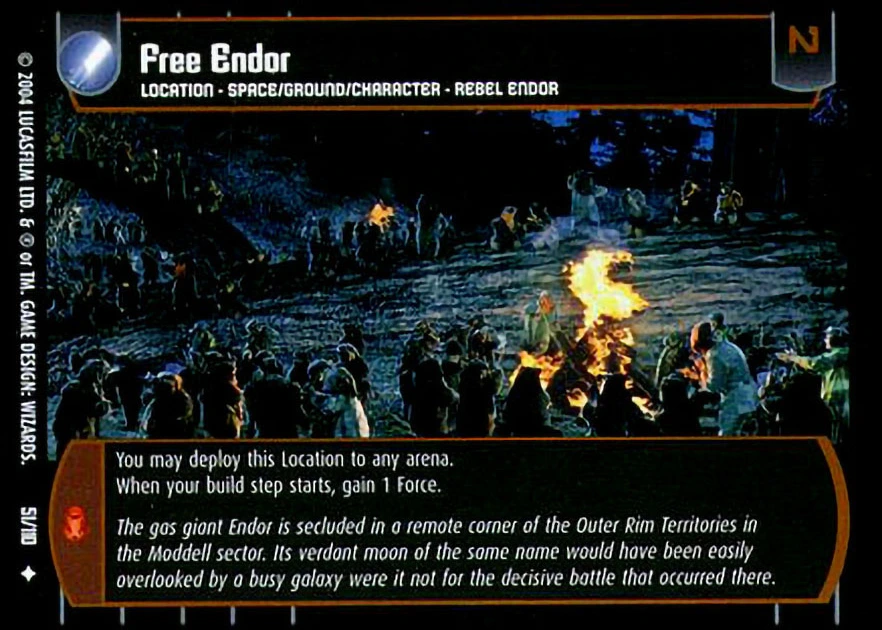 Free Endor
LOCATION - SPACE/GROUND/CHARACTER - REBEL ENDOR
2
You may deploy this Location to any arena.
When your build step starts, gain 1 Force.
The gas giant Endor is secluded in a remote corner of the Outer Rim Territories in
the Moddell sector. Its verdant moon of the same name would have been easily
overlooked by a busy galaxy were it not for the decisive battle that occurred there.
© 2004 LUCASFILM LTD. & ® or TM. GAME DESIGN: WIZARDS. 51/110